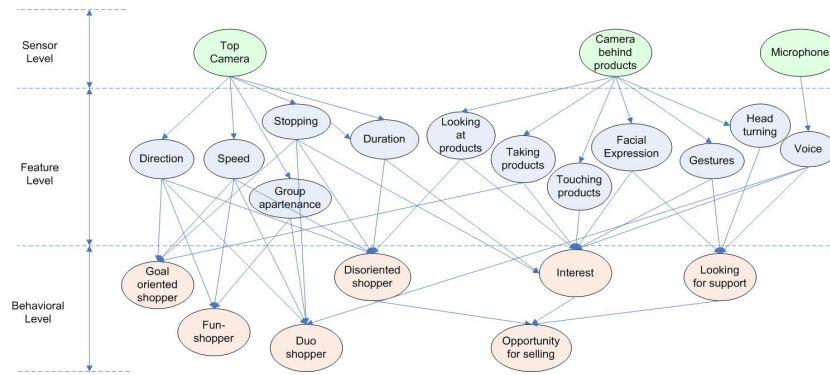 Sensor
Level
Top
Camera
Camera
behind
products
Microphone
Feature
Level
Direction
Speed
Stopping
Group
apartenance
Duration
Looking
at
products
Taking
products
Touching
products
Facial
Expression
Gestures
Head
turning
Voice
Behavioral
Level
Goal
oriented
shopper
Fun-
shopper
Duo
shopper
Disoriented
shopper
Interest
Opportunity
for selling
Looking
for support